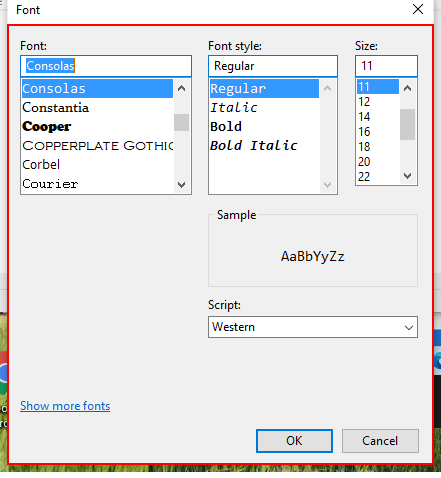 Font
Font:
Font style:
Size:
Consolas
Regular
11
Consolas
Constantia
Cooper
COPPERPLATE GOTHIC
Corbel
Courier
Regular
Italic
Bold
Bold Italic
11
12
14
16
18
20
22
Sample
AaBbYyZz
Script:
Western
Show more fonts
OK
Cancel